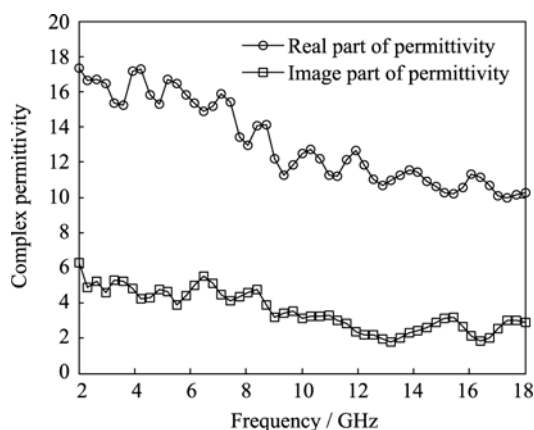 20
18
16
14
12
10
8
6
4
2
0
Complex permittivity
Real part of permittivity
Image part of permittivity
2 4 6 8 10 12 14 16 18
Frequency / GHz